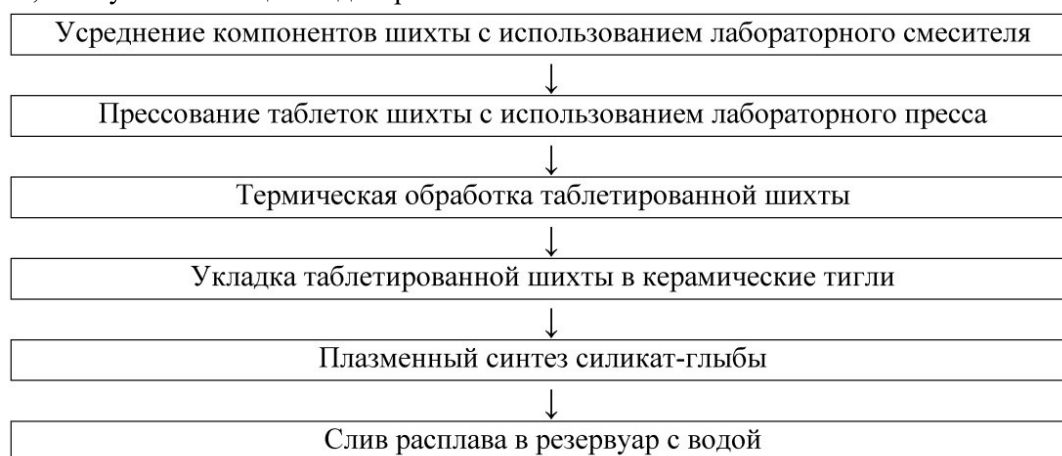 Усреднение компонентов шихты с использованием лабораторного смесителя
↓
Прессование таблеток шихты с использованием лабораторного пресса
↓
Термическая обработка таблетированной шихты
↓
Укладка таблетированной шихты в керамические тигли
↓
Плазменный синтез силикат-глыбы
↓
Слив расплава в резервуар с водой